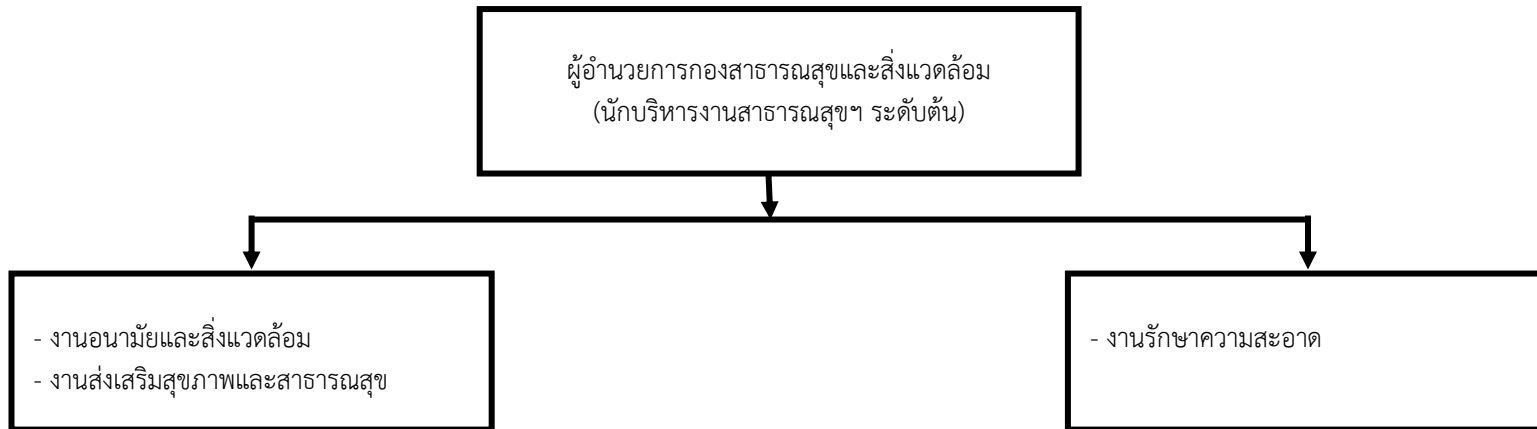 ผู้อำนวยการกองสาธารณสุขและสิ่งแวดล้อม
(นักบริหารงานสาธารณสุขฯ ระดับต้น)
- งานอนามัยและสิ่งแวดล้อม
- งานส่งเสริมสุขภาพและสาธารณสุข
- งานรักษาความสะอาด